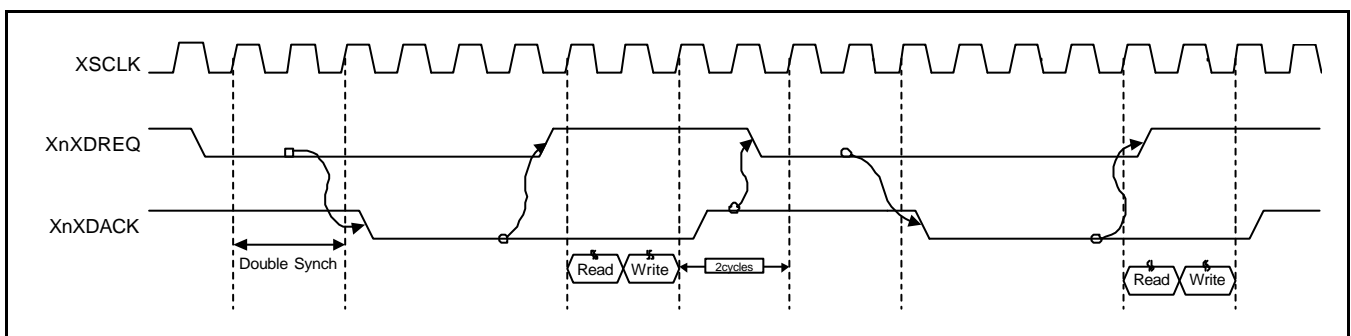 XSCLK
XnXDREQ
XnXDACK
Double Synch
Read Write 2cycles
Read Write